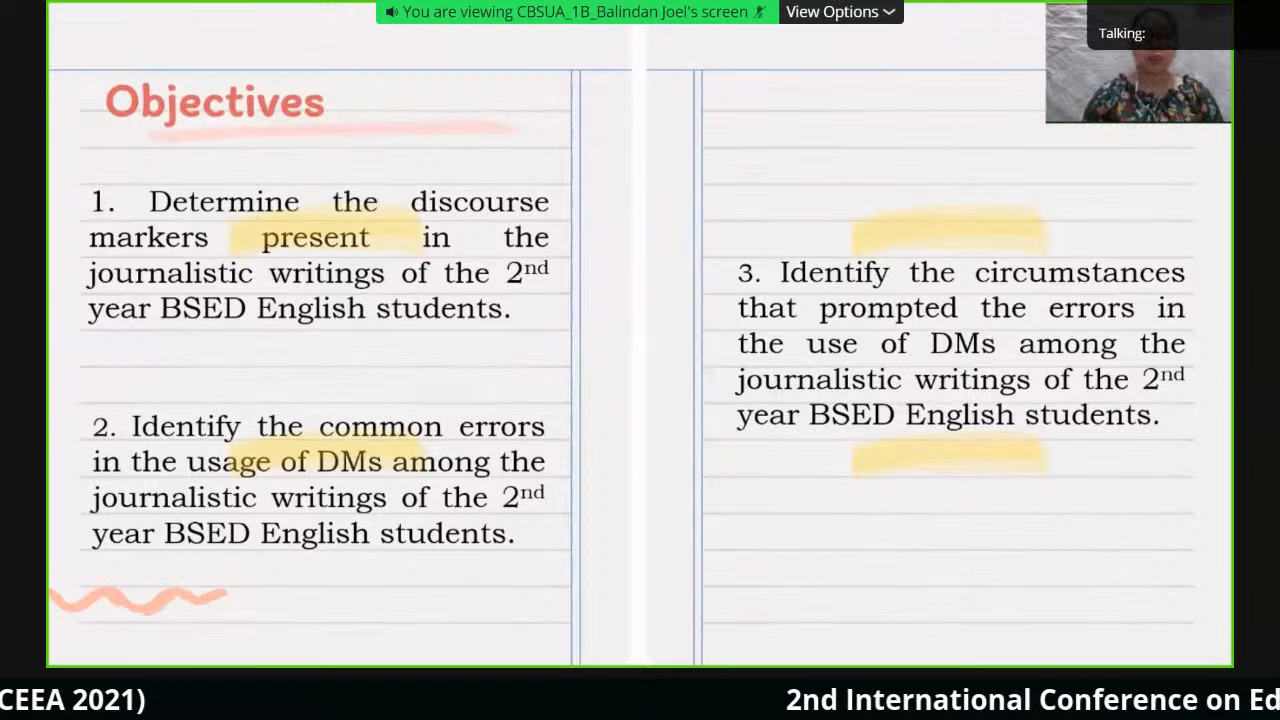 You are viewing CBSUA_1B_Balindan Joel's screen
View Options
Talking:
Objectives
1. Determine the discourse
markers present in the
journalistic writings of the 2nd
year BSED English students.
2. Identify the common errors
in the usage of DMs among the
journalistic writings of the 2nd
year BSED English students.
3. Identify the circumstances
that prompted the errors in
the use of DMs among the
journalistic writings of the 2nd
year BSED English students.
CEEA 2021)
2nd International Conference on Ed